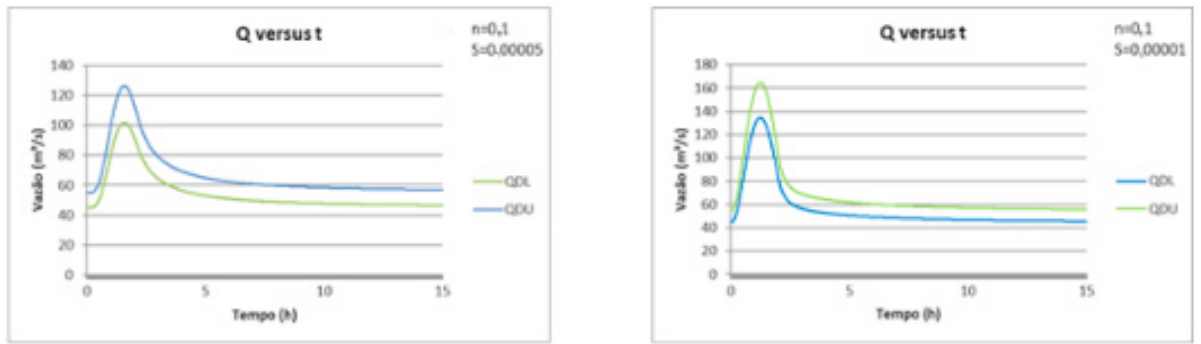 Q versus t
n=0,1
S=0,00005
140
120
100
80
60
40
20
0
Vazão (m³/s)
0
5
10
15
Tempo (h)
QDL
QDU
Q versus t
n=0,1
S=0,00001
180
160
140
120
100
80
60
40
20
0
Vazão (m³/s)
0
5
10
15
Tempo (h)
QDL
QDU